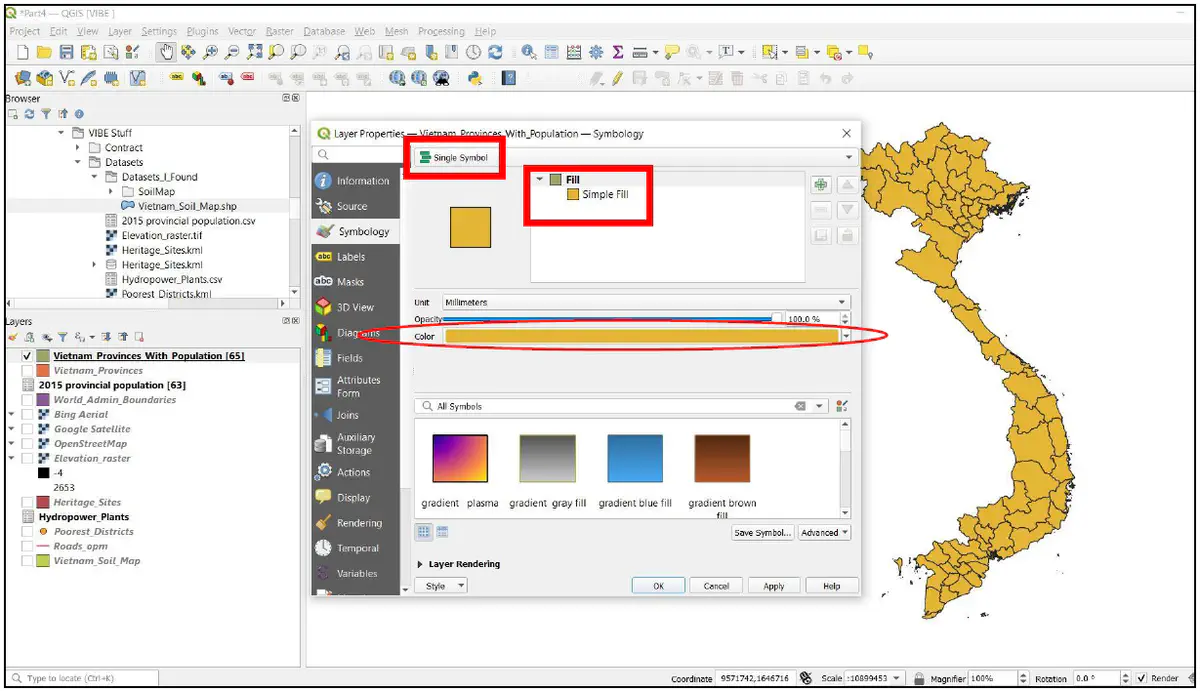 *Part4 — QGIS [VIBE ]
Project Edit View Layer Settings Plugins Vector Raster Database Web Mesh Processing Help
Browser
VIBE Stuff
Contract
Datasets
Datasets_I_Found
SoilMap
Vietnam_Soil_Map.shp
2015 provincial population.csv
Elevation_raster.tif
Heritage_Sites.kml
Heritage_Sites.kml
Hydropower_Plants.csv
Poorest_Districts.kml
Layers
Vietnam_Provinces_With_Population [65]
Vietnam_Provinces
2015 provincial population [63]
World_Admin_Boundaries
Bing Aerial
Google Satellite
OpenStreetMap
Elevation_raster
-4
2653
Heritage_Sites
Hydropower_Plants
Poorest_Districts
Roads_opm
Vietnam_Soil_Map
Layer Properties — Vietnam_Provinces_With_Population — Symbology
Information
Source
Symbology
abc Labels
abc Masks
3D View
Diagrams
Fields
Attributes
Form
Joins
Auxiliary
Storage
Actions
Display
Rendering
Temporal
Variables
Single Symbol
Fill
Simple Fill
Unit Millimeters
Opacity 100.0 %
Color
All Symbols
gradient plasma
gradient gray fill
gradient blue fill
gradient brown
fill
Save Symbol... Advanced
Layer Rendering
Style OK Cancel Apply Help
Type to locate (Ctrl+K) Coordinate 9571742,1646716 Scale :10899453 Magnifier 100% Rotation 0.0 ° Render